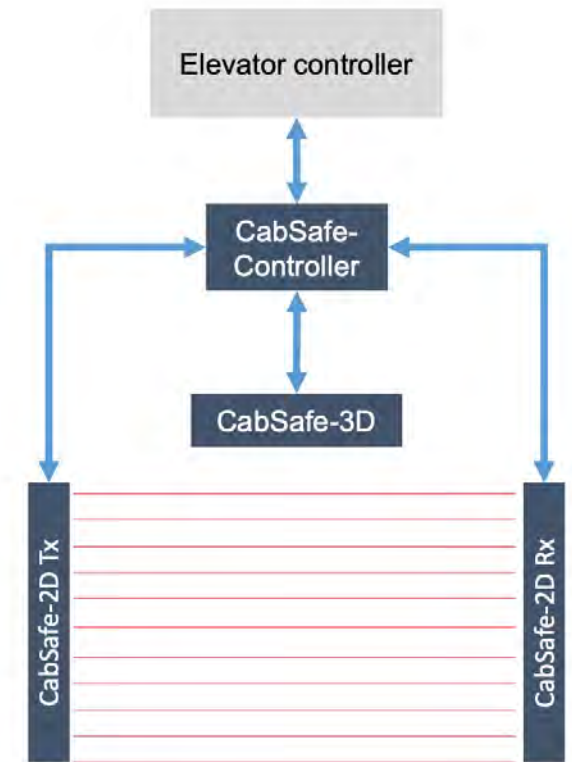 Elevator controller
CabSafe-
Controller
CabSafe-3D
CabSafe-2D Tx
CabSafe-2D Rx